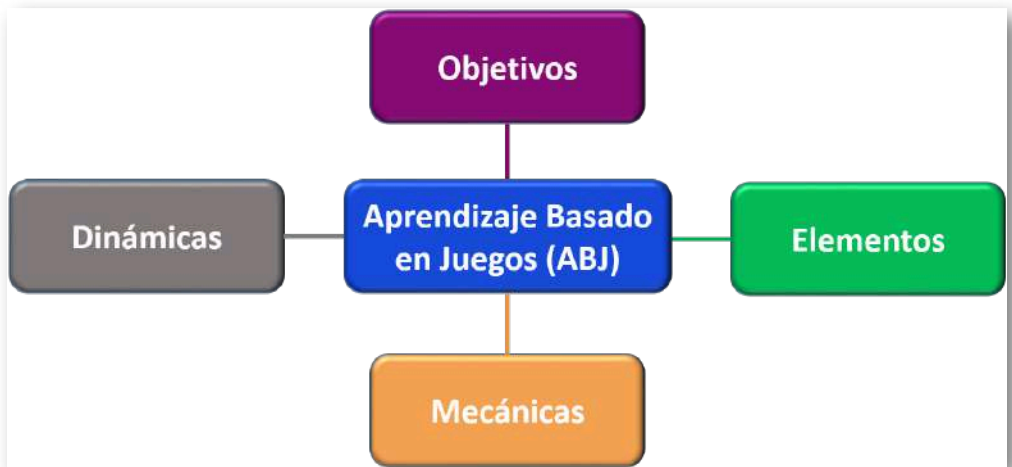 Objetivos
Dinámicas
Aprendizaje Basado
en Juegos (ABJ)
Elementos
Mecánicas